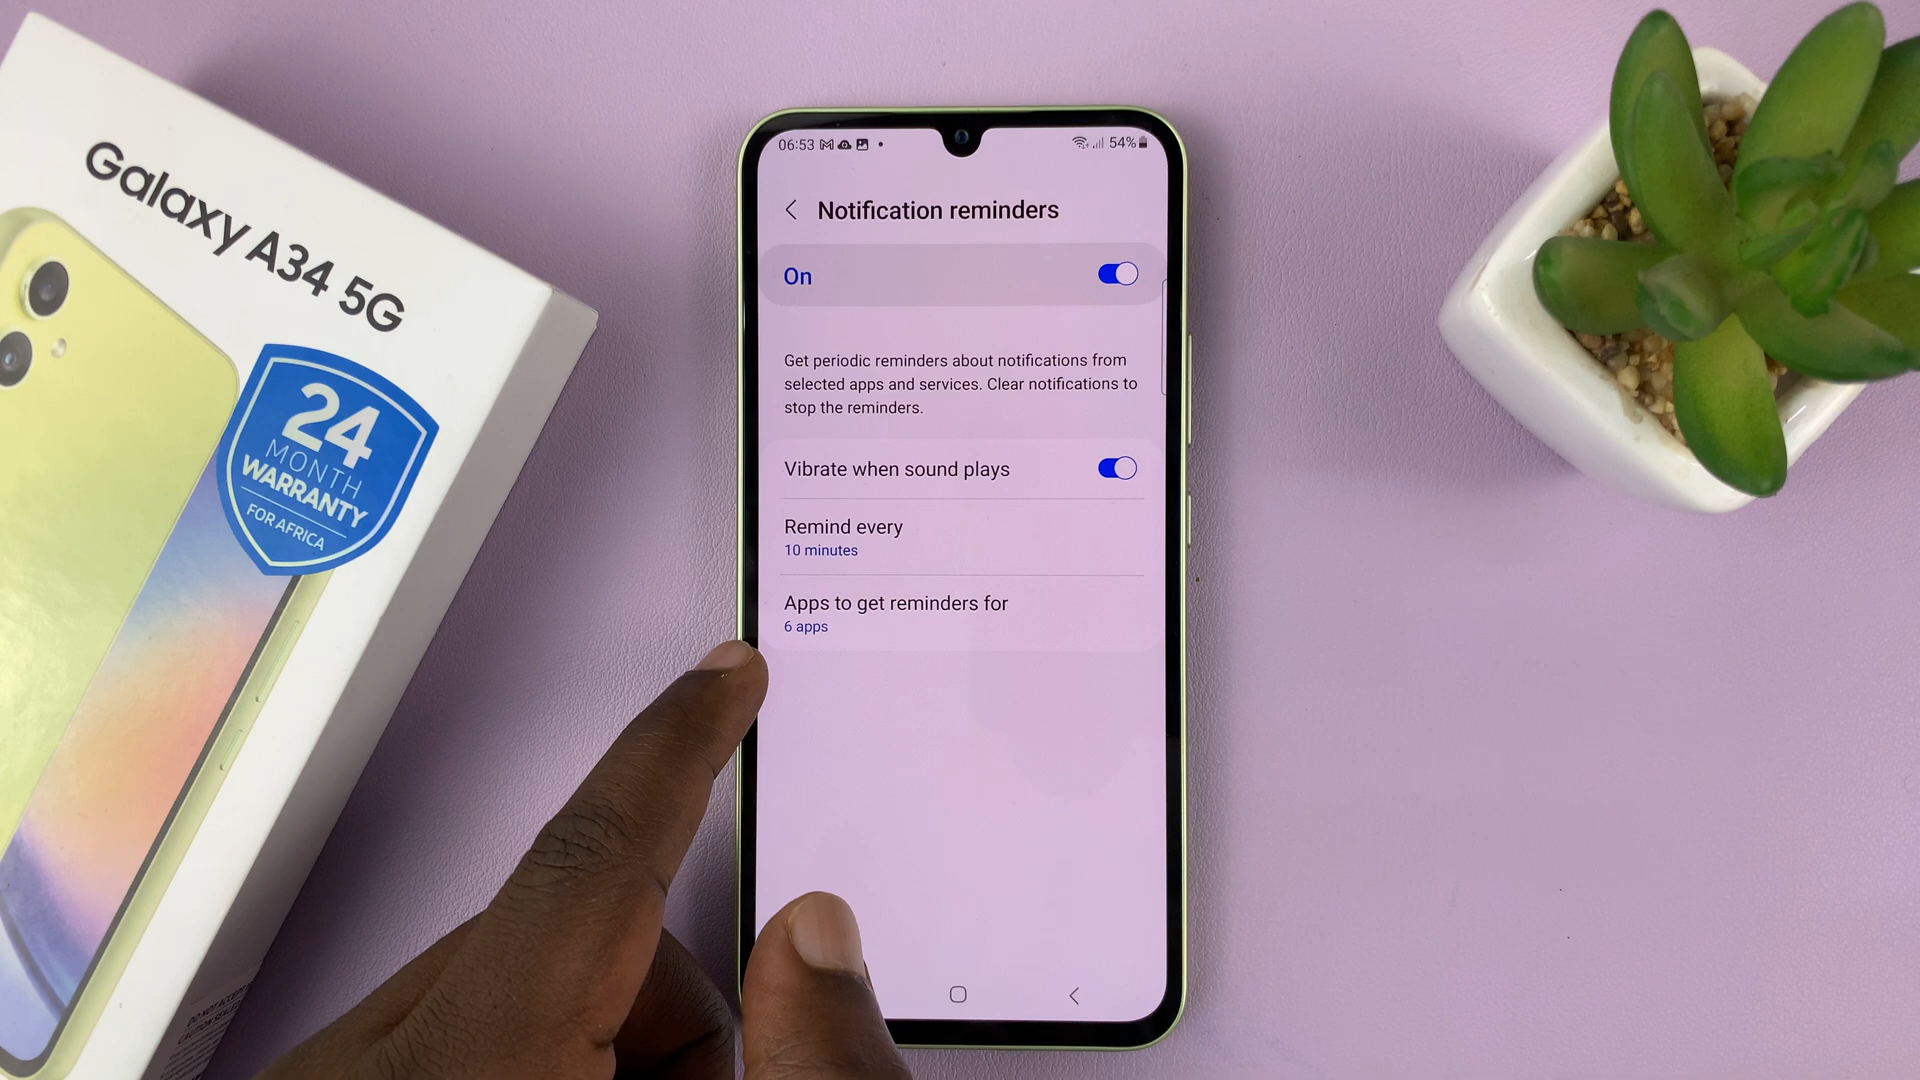 Galaxy A34 5G
24
MONTH
WARRANTY
FOR AFRICA
06:53
54%
Notification reminders
On
Get periodic reminders about notifications from
selected apps and services. Clear notifications to
stop the reminders.
Vibrate when sound plays
Remind every
10 minutes
Apps to get reminders for
6 apps